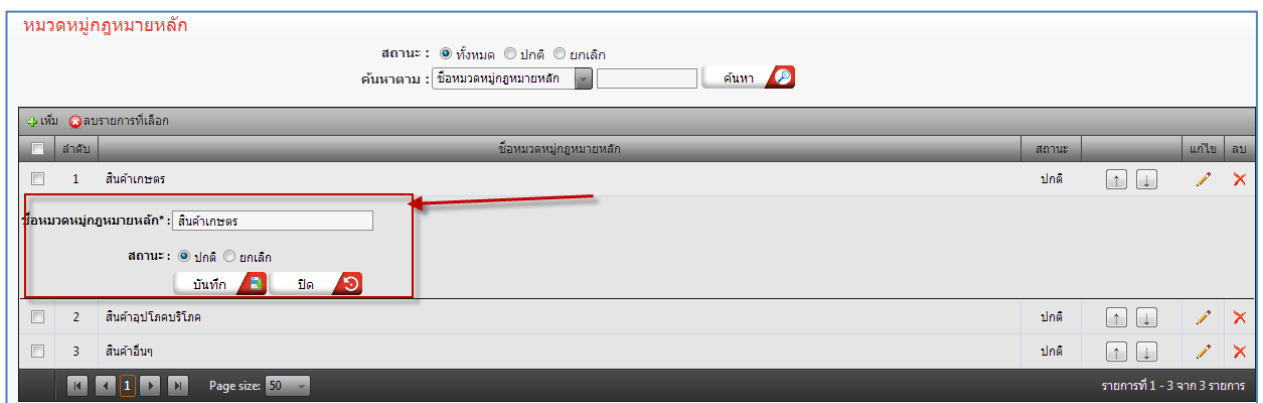 หมวดหมู่กฎหมายหลัก
สถานะ : ทั้งหมด ปกติ ยกเลิก
ค้นหาตาม : ชื่อหมวดหมู่กฎหมายหลัก ค้นหา
เพิ่ม ลบรายการที่เลือก
ลำดับ ชื่อหมวดหมู่กฎหมายหลัก สถานะ แก้ไข ลบ
1 สินค้าเกษตร ปกติ
ชื่อหมวดหมู่กฎหมายหลัก* : สินค้าเกษตร
สถานะ : ปกติ ยกเลิก
บันทึก ปิด
2 สินค้าอุปโภคบริโภค ปกติ
3 สินค้าอื่นๆ ปกติ
1 Page size: 50 รายการที่ 1 - 3 จาก 3 รายการ